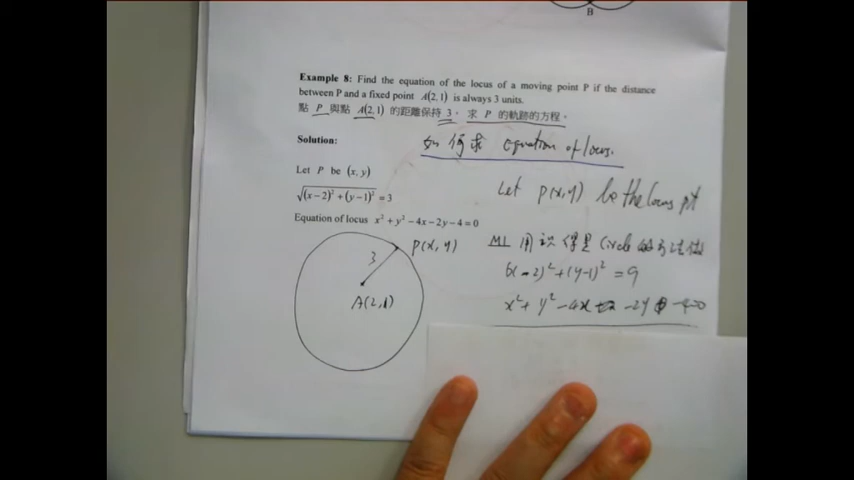 B
Example 8: Find the equation of the locus of a moving point P if the distance
between P and a fixed point A(2,1) is always 3 units.
點 P 與點 A(2,1) 的距離保持 3。求 P 的軌跡的方程。
Solution:
如何求 equation of locus.
Let P be (x, y)
Let P(x,y) be the locus pt
√((x−2)²+(y−1)²) = 3
Equation of locus x²+y²−4x−2y−4=0
P(x,y)
M1 用 circle
3
(x-2)²+(y-1)²=9
A(2,1)
x²+y²-4x -2y -4=0